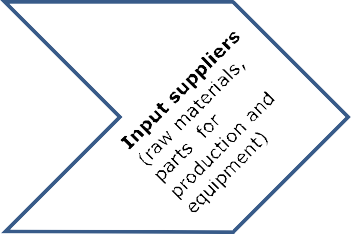 Input suppliers
(raw materials,
parts for
production and
equipment)